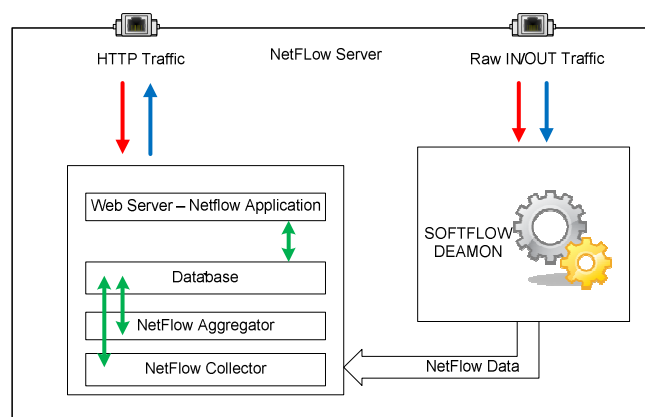 HTTP Traffic
NetFLow Server
Raw IN/OUT Traffic
Web Server – Netflow Application
SOFTFLOW
DEAMON
Database
NetFlow Aggregator
NetFlow Collector
NetFlow Data